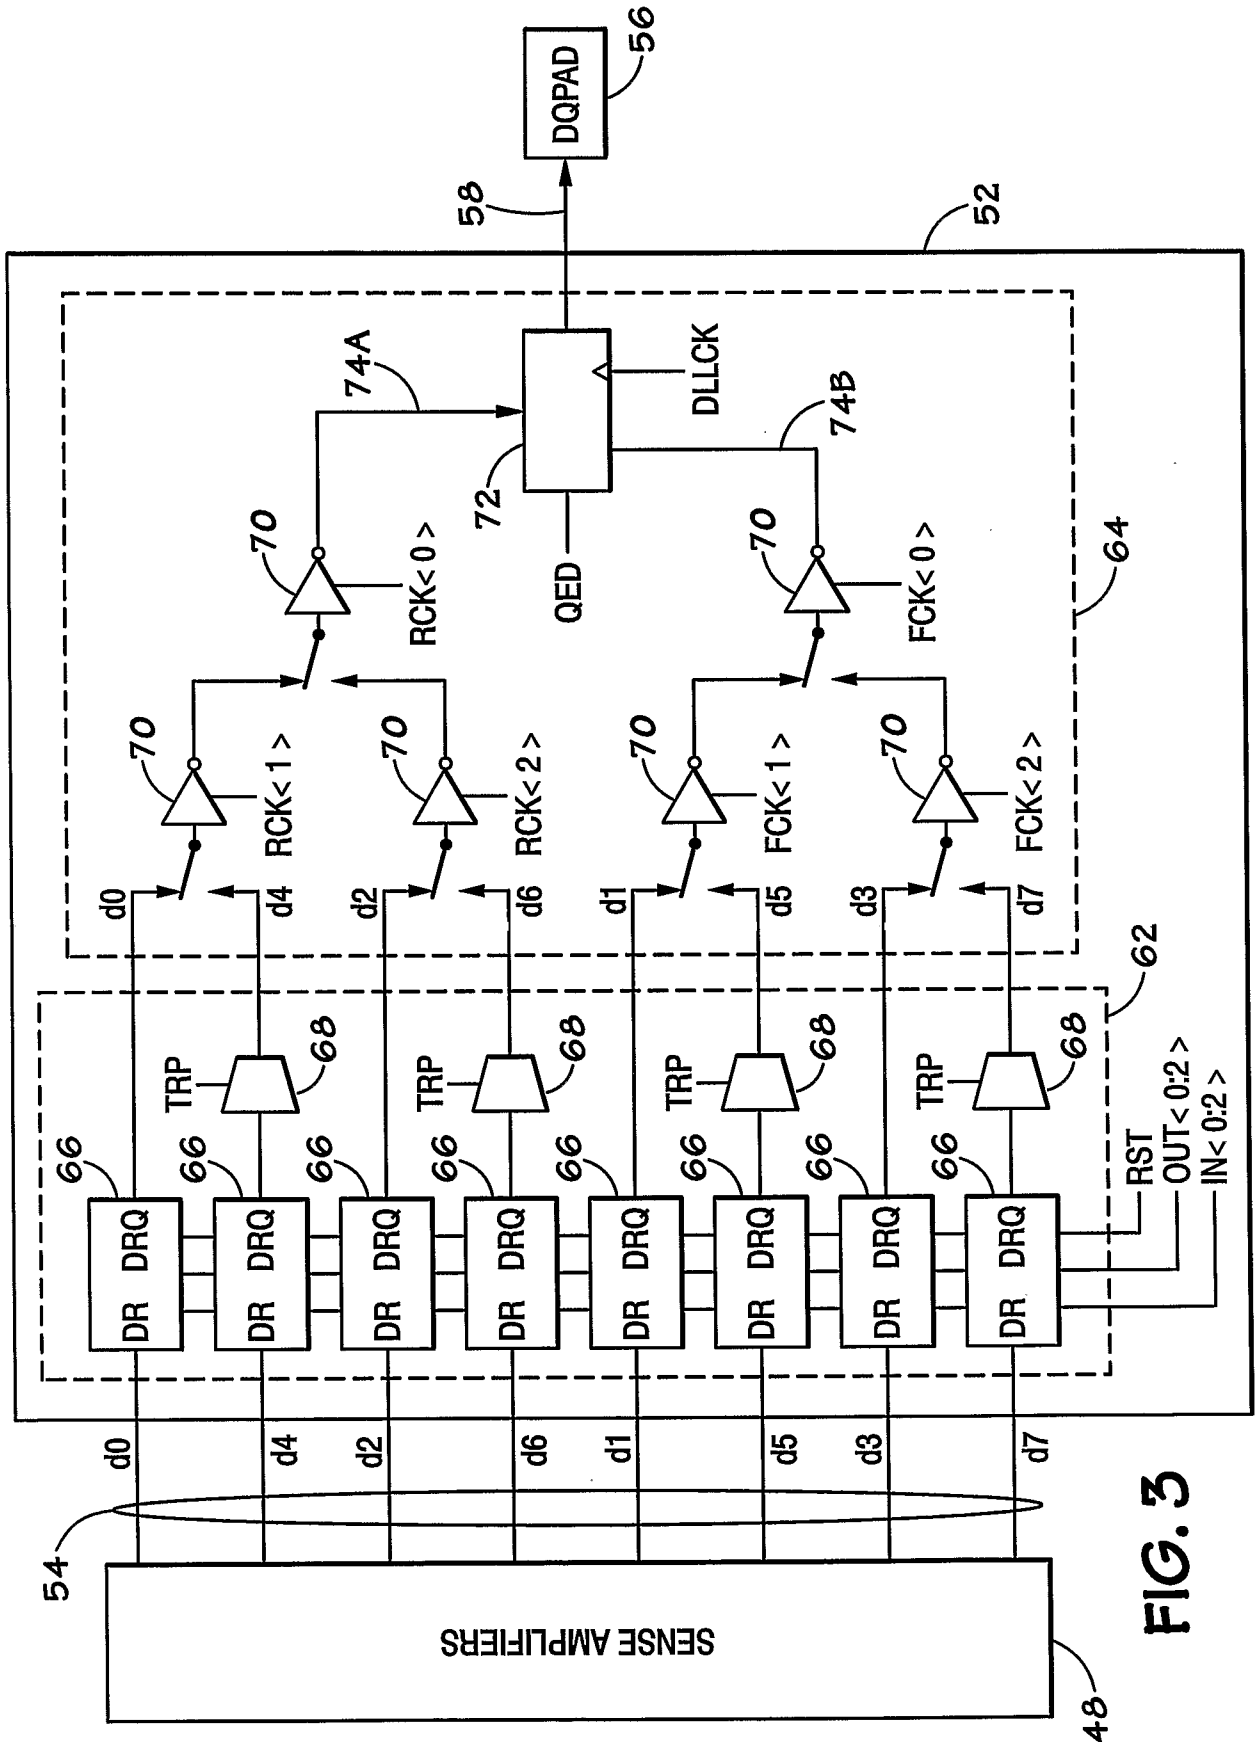 54
SENSE AMPLIFIERS
48
d0
d4
d2
d6
d1
d5
d3
d7
66
DR DRQ
66
DR DRQ
66
DR DRQ
66
DR DRQ
66
DR DRQ
66
DR DRQ
66
DR DRQ
66
DR DRQ
RST
OUT< 0:2 >
IN< 0:2 >
TRP
68
TRP
68
TRP
68
TRP
68
62
d0
d4
d2
d6
d1
d5
d3
d7
70
RCK< 1 >
70
RCK< 2 >
70
FCK< 1 >
70
FCK< 2 >
70
RCK< 0 >
70
FCK< 0 >
64
74A
72
QED
DLLCK
74B
58
52
DQPAD
56
FIG. 3